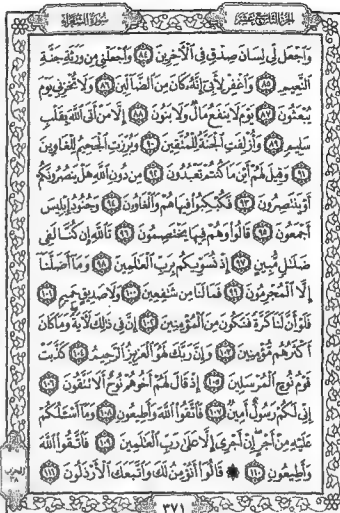 الجزء التاسع عشر
سورة الشعراء
وَاجْعَل لِّي لِسَانَ صِدْقٍ فِي الْآخِرِينَ ٨٤ وَاجْعَلْنِي مِن وَرَثَةِ جَنَّةِ
النَّعِيمِ ٨٥ وَاغْفِرْ لِأَبِي إِنَّهُ كَانَ مِنَ الضَّالِّينَ ٨٦ وَلَا تُخْزِنِي يَوْمَ
يُبْعَثُونَ ٨٧ يَوْمَ لَا يَنفَعُ مَالٌ وَلَا بَنُونَ ٨٨ إِلَّا مَنْ أَتَى اللَّهَ بِقَلْبٍ
سَلِيمٍ ٨٩ وَأُزْلِفَتِ الْجَنَّةُ لِلْمُتَّقِينَ ٩٠ وَبُرِّزَتِ الْجَحِيمُ لِلْغَاوِينَ
٩١ وَقِيلَ لَهُمْ أَيْنَ مَا كُنتُمْ تَعْبُدُونَ ٩٢ مِن دُونِ اللَّهِ هَلْ يَنصُرُونَكُمْ
أَوْ يَنتَصِرُونَ ٩٣ فَكُبْكِبُوا فِيهَا هُمْ وَالْغَاوُونَ ٩٤ وَجُنُودُ إِبْلِيسَ
أَجْمَعُونَ ٩٥ قَالُوا وَهُمْ فِيهَا يَخْتَصِمُونَ ٩٦ تَاللَّهِ إِن كُنَّا لَفِي
ضَلَالٍ مُّبِينٍ ٩٧ إِذْ نُسَوِّيكُم بِرَبِّ الْعَالَمِينَ ٩٨ وَمَا أَضَلَّنَا
إِلَّا الْمُجْرِمُونَ ٩٩ فَمَا لَنَا مِن شَافِعِينَ ١٠٠ وَلَا صَدِيقٍ حَمِيمٍ ١٠١
فَلَوْ أَنَّ لَنَا كَرَّةً فَنَكُونَ مِنَ الْمُؤْمِنِينَ ١٠٢ إِنَّ فِي ذَٰلِكَ لَآيَةً وَمَا كَانَ
أَكْثَرُهُم مُّؤْمِنِينَ ١٠٣ وَإِنَّ رَبَّكَ لَهُوَ الْعَزِيزُ الرَّحِيمُ ١٠٤ كَذَّبَتْ
قَوْمُ نُوحٍ الْمُرْسَلِينَ ١٠٥ إِذْ قَالَ لَهُمْ أَخُوهُمْ نُوحٌ أَلَا تَتَّقُونَ ١٠٦
إِنِّي لَكُمْ رَسُولٌ أَمِينٌ ١٠٧ فَاتَّقُوا اللَّهَ وَأَطِيعُونِ ١٠٨ وَمَا أَسْأَلُكُمْ
عَلَيْهِ مِنْ أَجْرٍ إِنْ أَجْرِيَ إِلَّا عَلَىٰ رَبِّ الْعَالَمِينَ ١٠٩ فَاتَّقُوا اللَّهَ
وَأَطِيعُونِ ١١٠ ۞ قَالُوا أَنُؤْمِنُ لَكَ وَاتَّبَعَكَ الْأَرْذَلُونَ ١١١
الحزب
٣٨
٣٧١